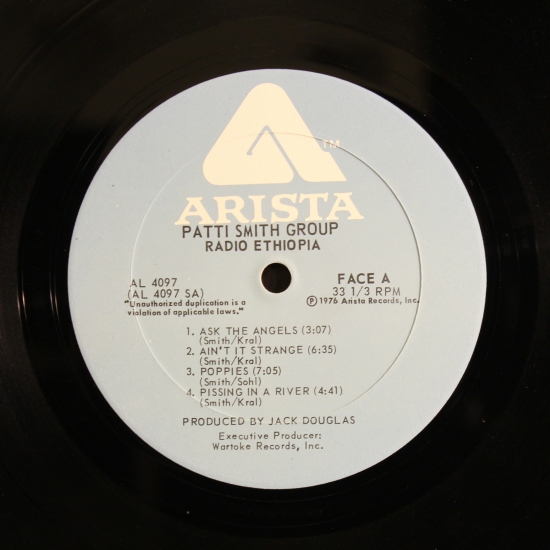 TM
ARISTA
PATTI SMITH GROUP
RADIO ETHIOPIA
AL 4097
(AL 4097 SA)
"Unauthorized duplication is a
violation of applicable laws."
FACE A
33 1/3 RPM
℗ 1976 Arista Records, Inc.
1. ASK THE ANGELS (3:07)
(Smith/Kral)
2. AIN'T IT STRANGE (6:35)
(Smith/Kral)
3. POPPIES (7:05)
(Smith/Sohl)
4. PISSING IN A RIVER (4:41)
(Smith/Kral)
PRODUCED BY JACK DOUGLAS
Executive Producer:
Wartoke Records, Inc.